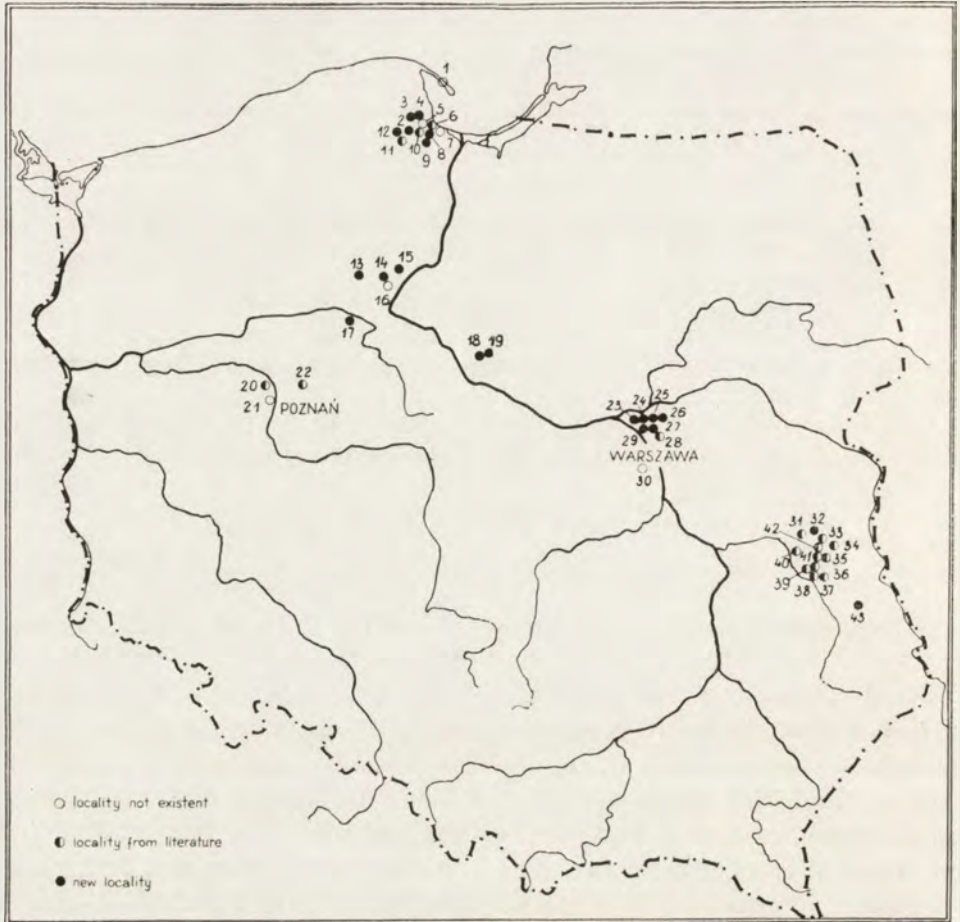 1
3 4
5
6
12 2
7
11 10 8
9
13 14 15
16
17
18 19
20 22
21 POZNAŃ
25
23 24 26
27
29 28
WARSZAWA
30
42 31 32 33
34
40 41 35
39 36
38 37
43
locality not existent
locality from literature
new locality